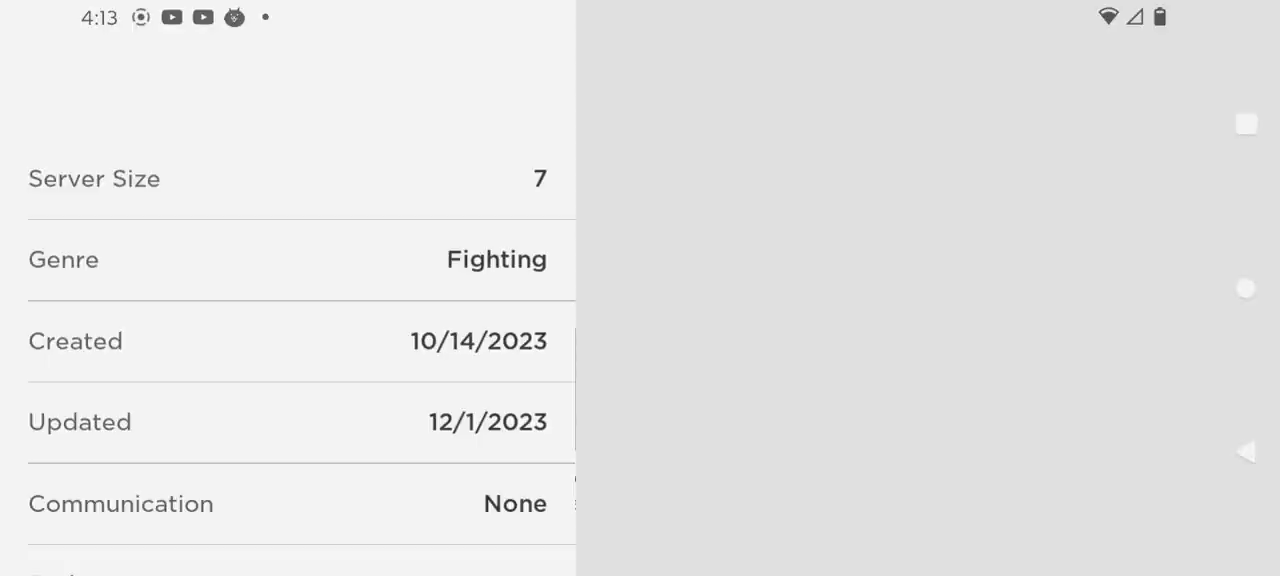 4:13
Server Size 7
Genre Fighting
Created 10/14/2023
Updated 12/1/2023
Communication None